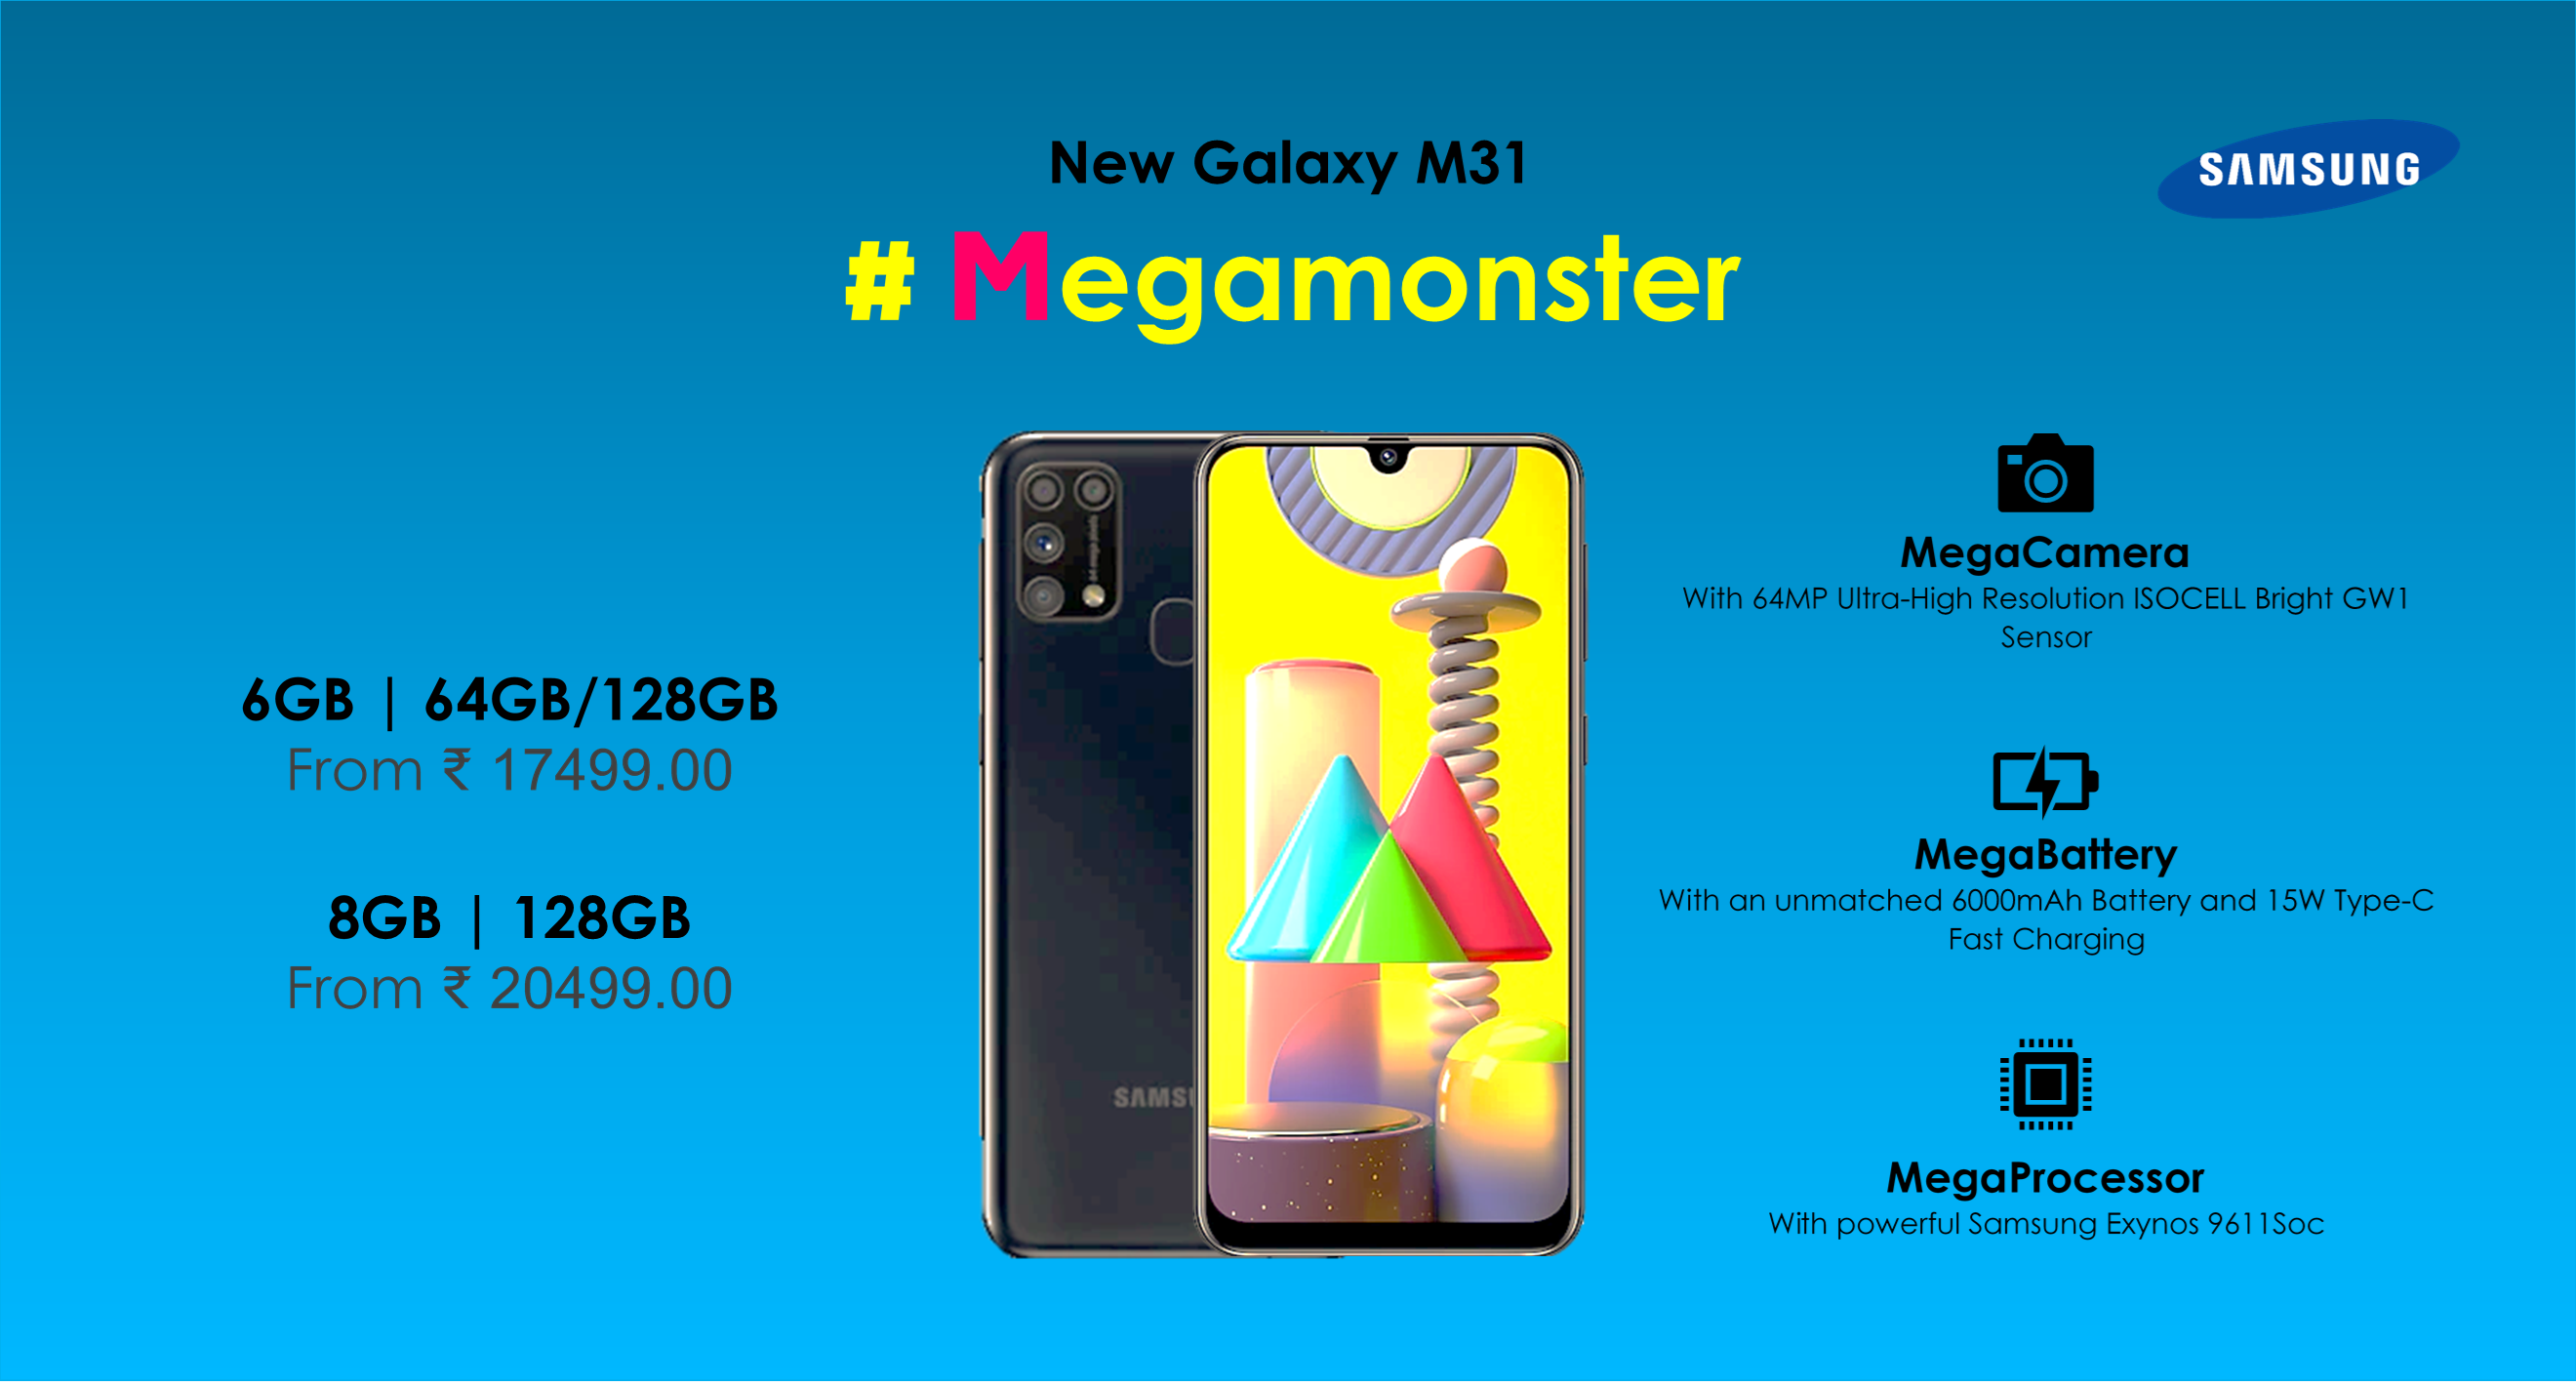 New Galaxy M31
SAMSUNG
# Megamonster
6GB | 64GB/128GB
From ₹ 17499.00
8GB | 128GB
From ₹ 20499.00
SAMSU
MegaCamera
With 64MP Ultra-High Resolution ISOCELL Bright GW1
Sensor
MegaBattery
With an unmatched 6000mAh Battery and 15W Type-C
Fast Charging
MegaProcessor
With powerful Samsung Exynos 9611Soc